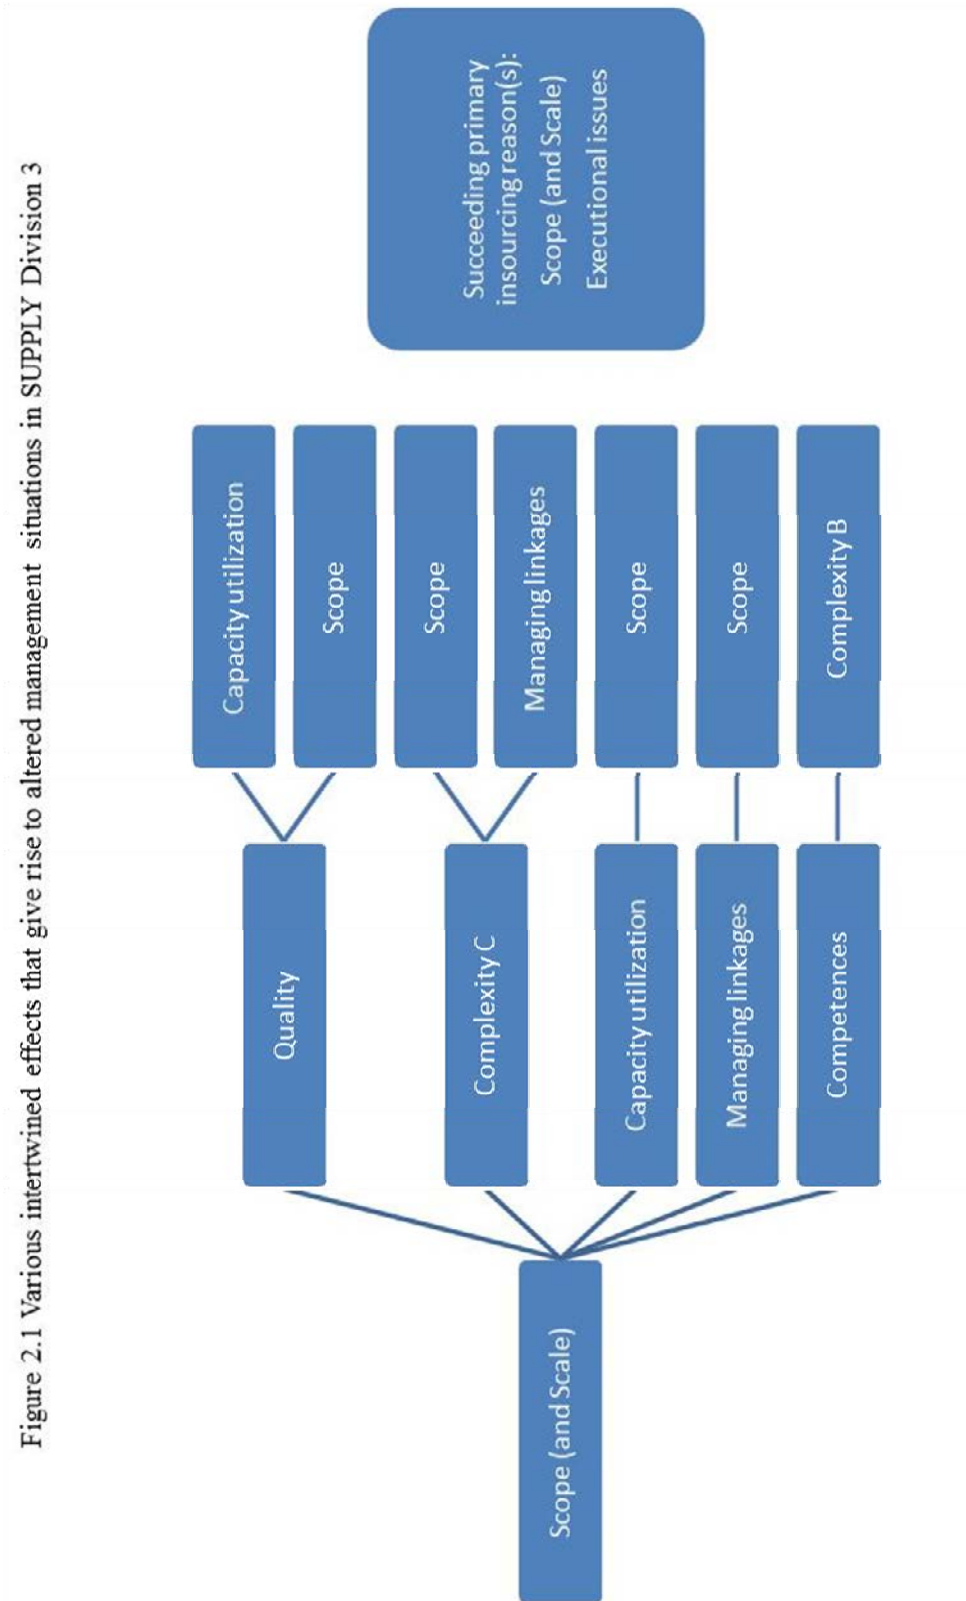 Figure 2.1 Various intertwined effects that give rise to altered management situations in SUPPLY Division 3
Scope (and Scale)
Quality
Complexity C
Capacity utilization
Managing linkages
Competences
Capacity utilization
Scope
Scope
Managing linkages
Scope
Scope
Complexity B
Succeeding primary
insourcing reason(s):
Scope (and Scale)
Executional issues